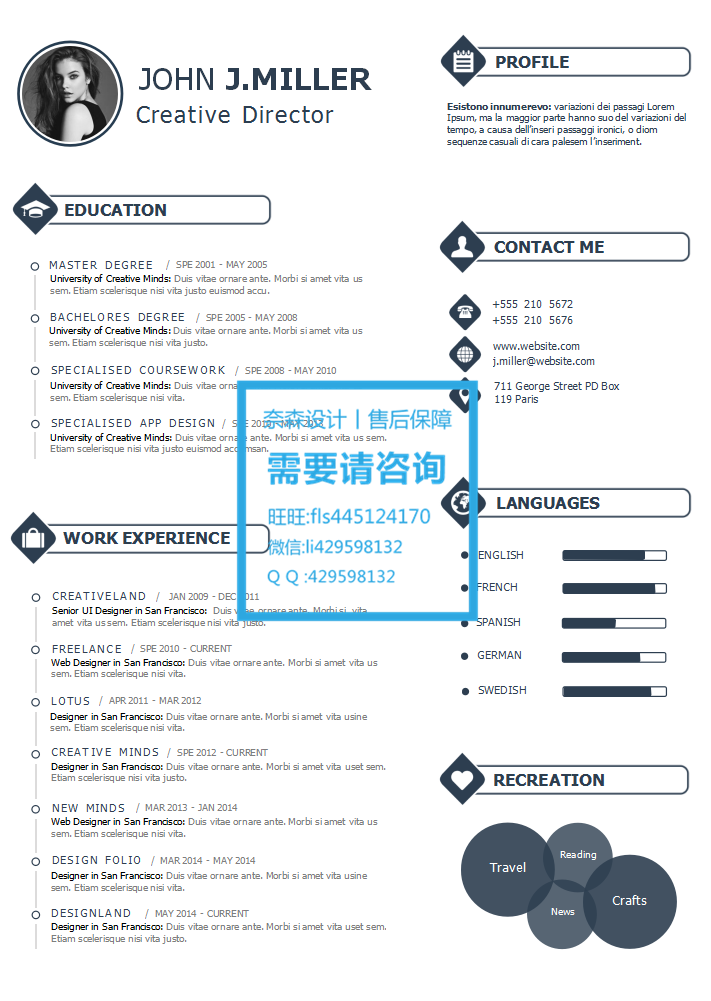 JOHN J.MILLER
Creative Director
EDUCATION
MASTER DEGREE / SPE 2001 - MAY 2005
University of Creative Minds: Duis vitae ornare ante. Morbi si amet vita us
sem. Etiam scelerisque nisi vita justo euismod accu.
BACHELORES DEGREE / SPE 2005 - MAY 2008
University of Creative Minds: Duis vitae ornare ante. Morbi si amet vita us
sem. Etiam scelerisque nisi vita justo.
SPECIALISED COURSEWORK / SPE 2008 - MAY 2010
University of Creative Minds: Duis vitae ornare ante. Morbi si amet vita us
sem. Etiam scelerisque nisi vita.
SPECIALISED APP DESIGN /
University of Creative Minds: Duis vitae ornare ante. Morbi si amet vita us sem.
Etiam scelerisque nisi vita justo euismod
WORK EXPERIENCE
CREATIVELAND / JAN 2009 - DEC 2011
Senior UI Designer in San Francisco: Duis vitae ornare ante. Morbi si vita
amet vita us sem. Etiam scelerisque nisi vita justo.
FREELANCE / SPE 2010 - CURRENT
Web Designer in San Francisco: Duis vitae ornare ante. Morbi si amet vita us
sem. Etiam scelerisque nisi vita.
LOTUS / APR 2011 - MAR 2012
Designer in San Francisco: Duis vitae ornare ante. Morbi si amet vita usine
sem. Etiam scelerisque nisi vita.
CREATIVE MINDS / SPE 2012 - CURRENT
Designer in San Francisco: Duis vitae ornare ante. Morbi si amet vita uset sem.
Etiam scelerisque nisi vita justo.
NEW MINDS / MAR 2013 - JAN 2014
Web Designer in San Francisco: Duis vitae ornare ante. Morbi si amet vita us
sem. Etiam scelerisque nisi vita.
DESIGN FOLIO / MAR 2014 - MAY 2014
Designer in San Francisco: Duis vitae ornare ante. Morbi si amet vita usine
sem. Etiam scelerisque nisi vita justo.
DESIGNLAND / MAY 2014 - CURRENT
Designer in San Francisco: Duis vitae ornare ante. Morbi si amet vita uset sem.
Etiam scelerisque nisi vita justo.
PROFILE
Esistono innumerevo: variazioni dei passagi Lorem
Ipsum, ma la maggior parte hanno suo del variazioni del
tempo, a causa dell'inseri passaggi ironici, o diom
sequenze casuali di cara palesem l'inseriment.
CONTACT ME
+555 210 5672
+555 210 5676
www.website.com
j.miller@website.com
711 George Street PD Box
119 Paris
LANGUAGES
ENGLISH
FRENCH
SPANISH
GERMAN
SWEDISH
RECREATION
Travel
Reading
News
Crafts
奈森设计丨售后保障
需要请咨询
旺旺:fls445124170
微信:li429598132
Q Q :429598132